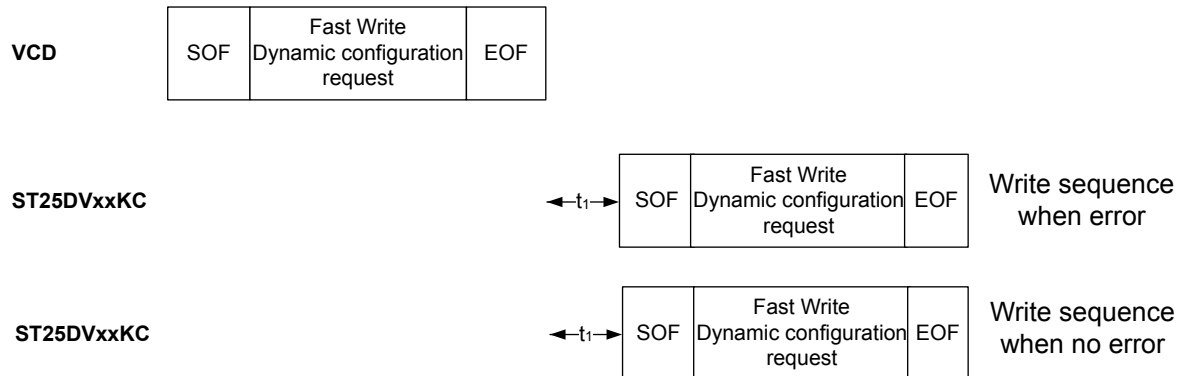 VCD
SOF
Fast Write
Dynamic configuration
request
EOF
ST25DVxxKC
t1
SOF
Fast Write
Dynamic configuration
request
EOF
Write sequence
when error
ST25DVxxKC
t1
SOF
Fast Write
Dynamic configuration
request
EOF
Write sequence
when no error